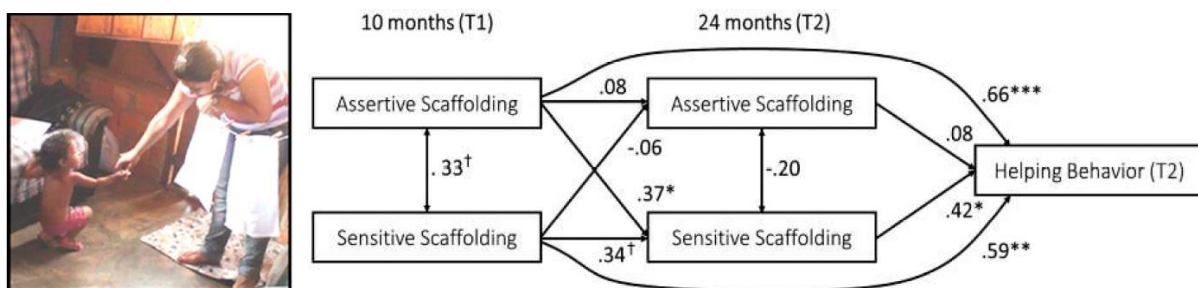 10 months (T1)
24 months (T2)
Assertive Scaffolding
.08
Assertive Scaffolding
.66***
.08
-.06
. 33†
-.20
Helping Behavior (T2)
.37*
.42*
Sensitive Scaffolding
.34†
Sensitive Scaffolding
.59**